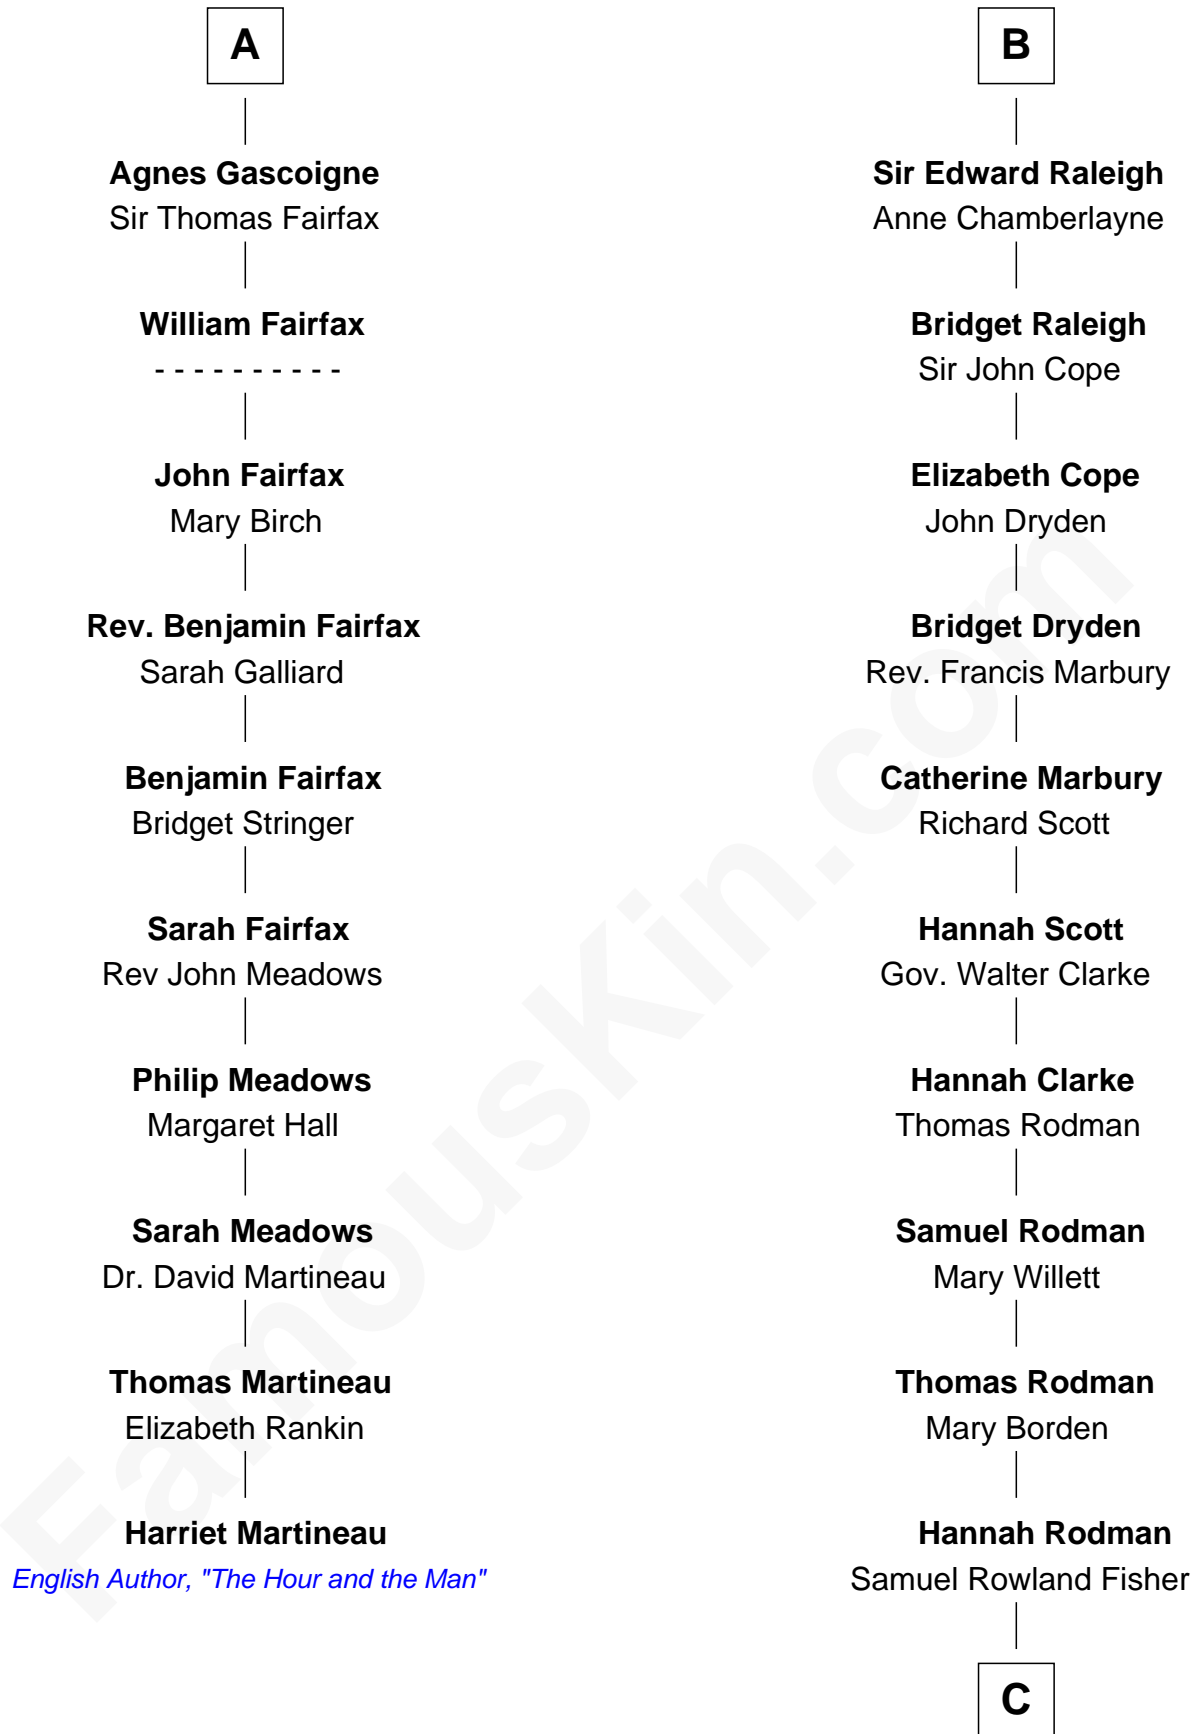 A
Agnes Gascoigne
Sir Thomas Fairfax
William Fairfax
- - - - - - - - - -
John Fairfax
Mary Birch
Rev. Benjamin Fairfax
Sarah Galliard
Benjamin Fairfax
Bridget Stringer
Sarah Fairfax
Rev John Meadows
Philip Meadows
Margaret Hall
Sarah Meadows
Dr. David Martineau
Thomas Martineau
Elizabeth Rankin
Harriet Martineau
English Author, "The Hour and the Man"
B
Sir Edward Raleigh
Anne Chamberlayne
Bridget Raleigh
Sir John Cope
Elizabeth Cope
John Dryden
Bridget Dryden
Rev. Francis Marbury
Catherine Marbury
Richard Scott
Hannah Scott
Gov. Walter Clarke
Hannah Clarke
Thomas Rodman
Samuel Rodman
Mary Willett
Thomas Rodman
Mary Borden
Hannah Rodman
Samuel Rowland Fisher
C
FamousKin.com